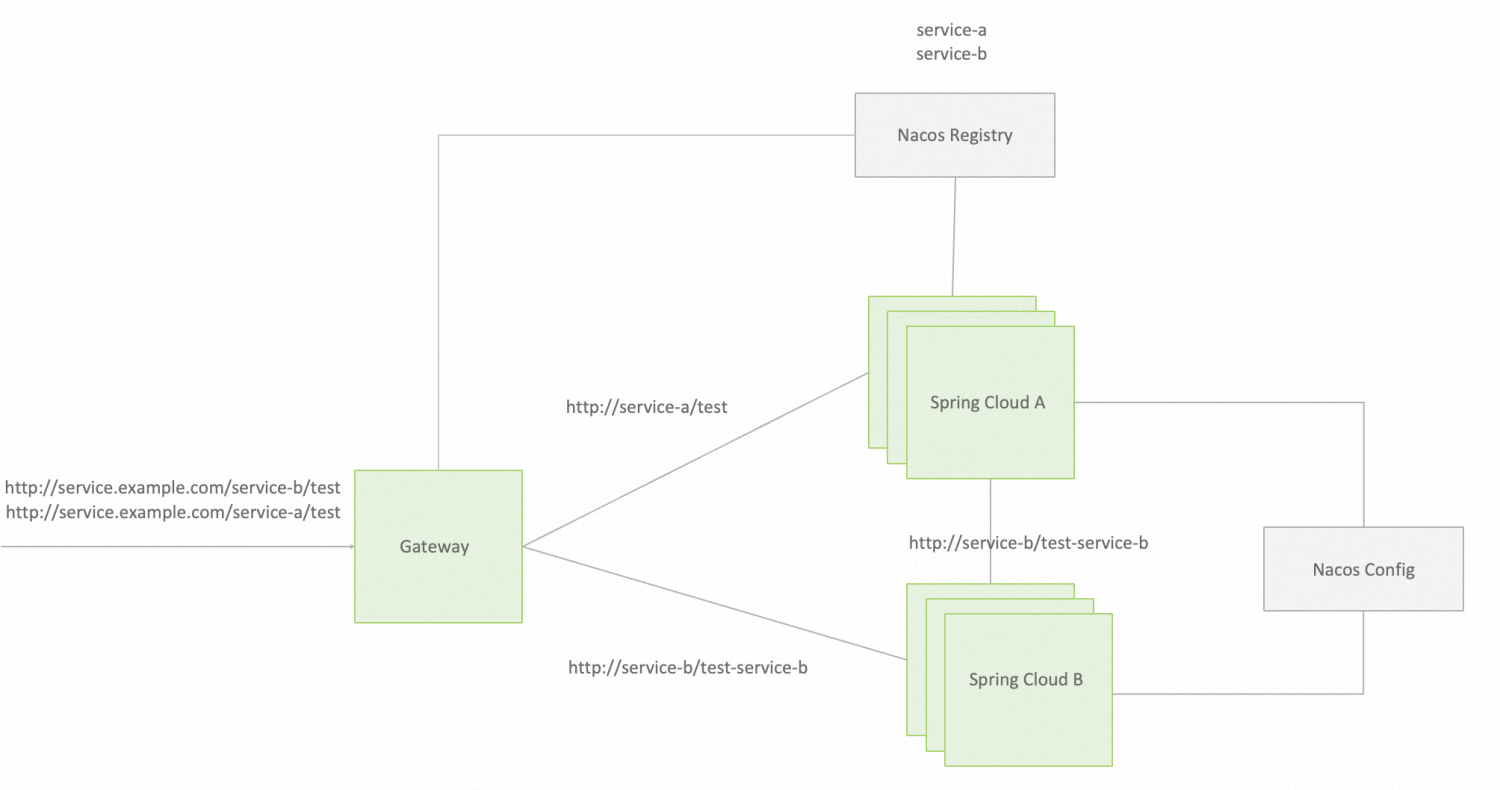 service-a
service-b
Nacos Registry
http://service-a/test
Spring Cloud A
http://service.example.com/service-b/test
http://service.example.com/service-a/test
Gateway
http://service-b/test-service-b
Nacos Config
http://service-b/test-service-b
Spring Cloud B